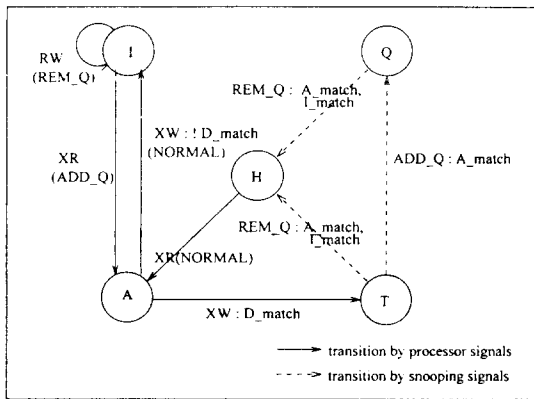 RW
(REM_Q)
I
Q
REM_Q : A_match,
I_match
XW : ! D_match
(NORMAL)
XR
(ADD_Q)
ADD_Q : A_match
H
REM_Q : A_match,
I_match
XR(NORMAL)
A
T
XW : D_match
transition by processor signals
transition by snooping signals